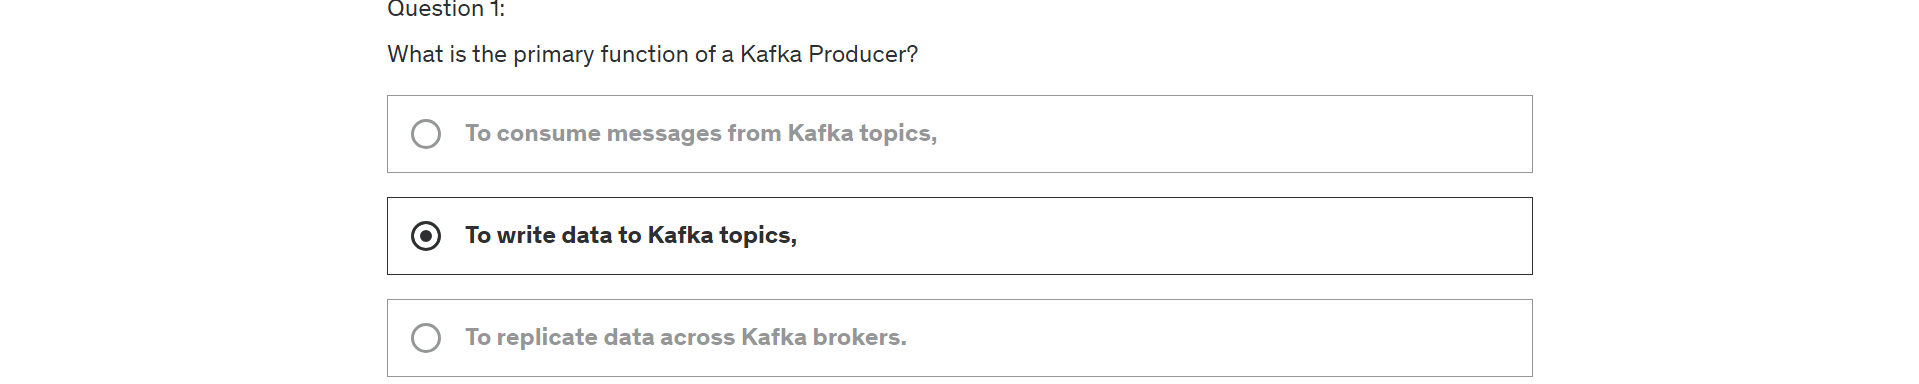 Question 1:
What is the primary function of a Kafka Producer?
To consume messages from Kafka topics,
To write data to Kafka topics,
To replicate data across Kafka brokers.